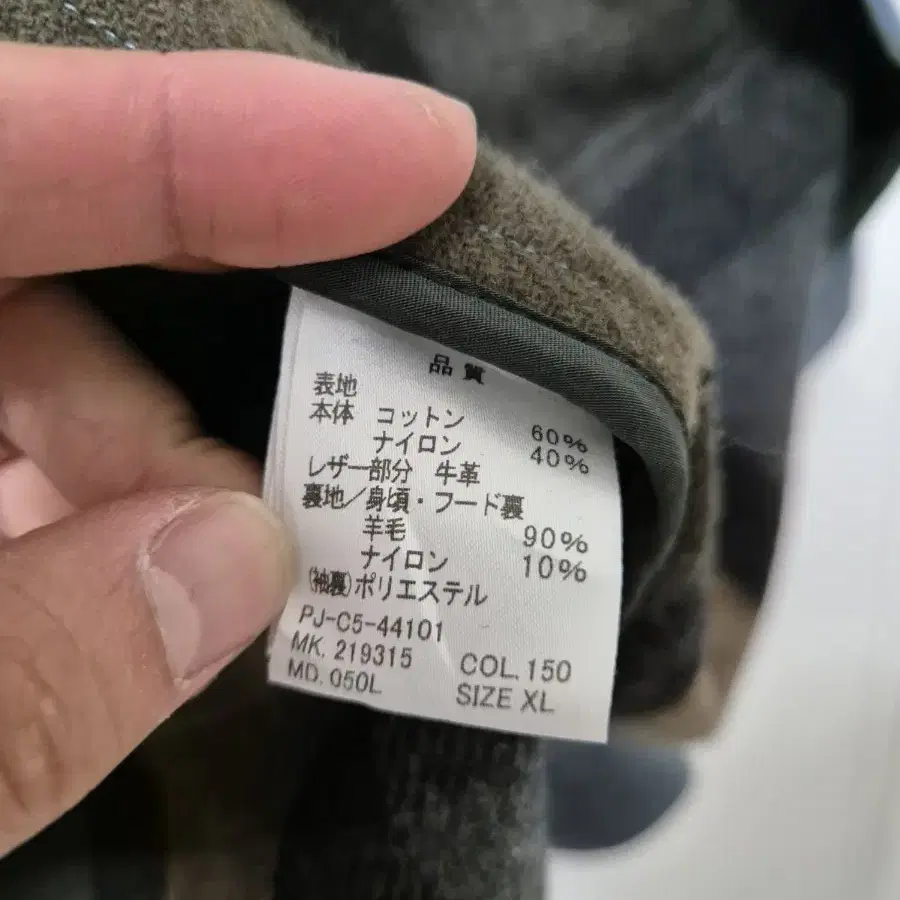 品質
表地
本体 コットン 60%
ナイロン 40%
レザー部分 牛革
裏地/身頃・フード裏
羊毛 90%
ナイロン 10%
(袖裏)ポリエステル
PJ-C5-44101
MK. 219315 COL. 150
MD. 050L SIZE XL